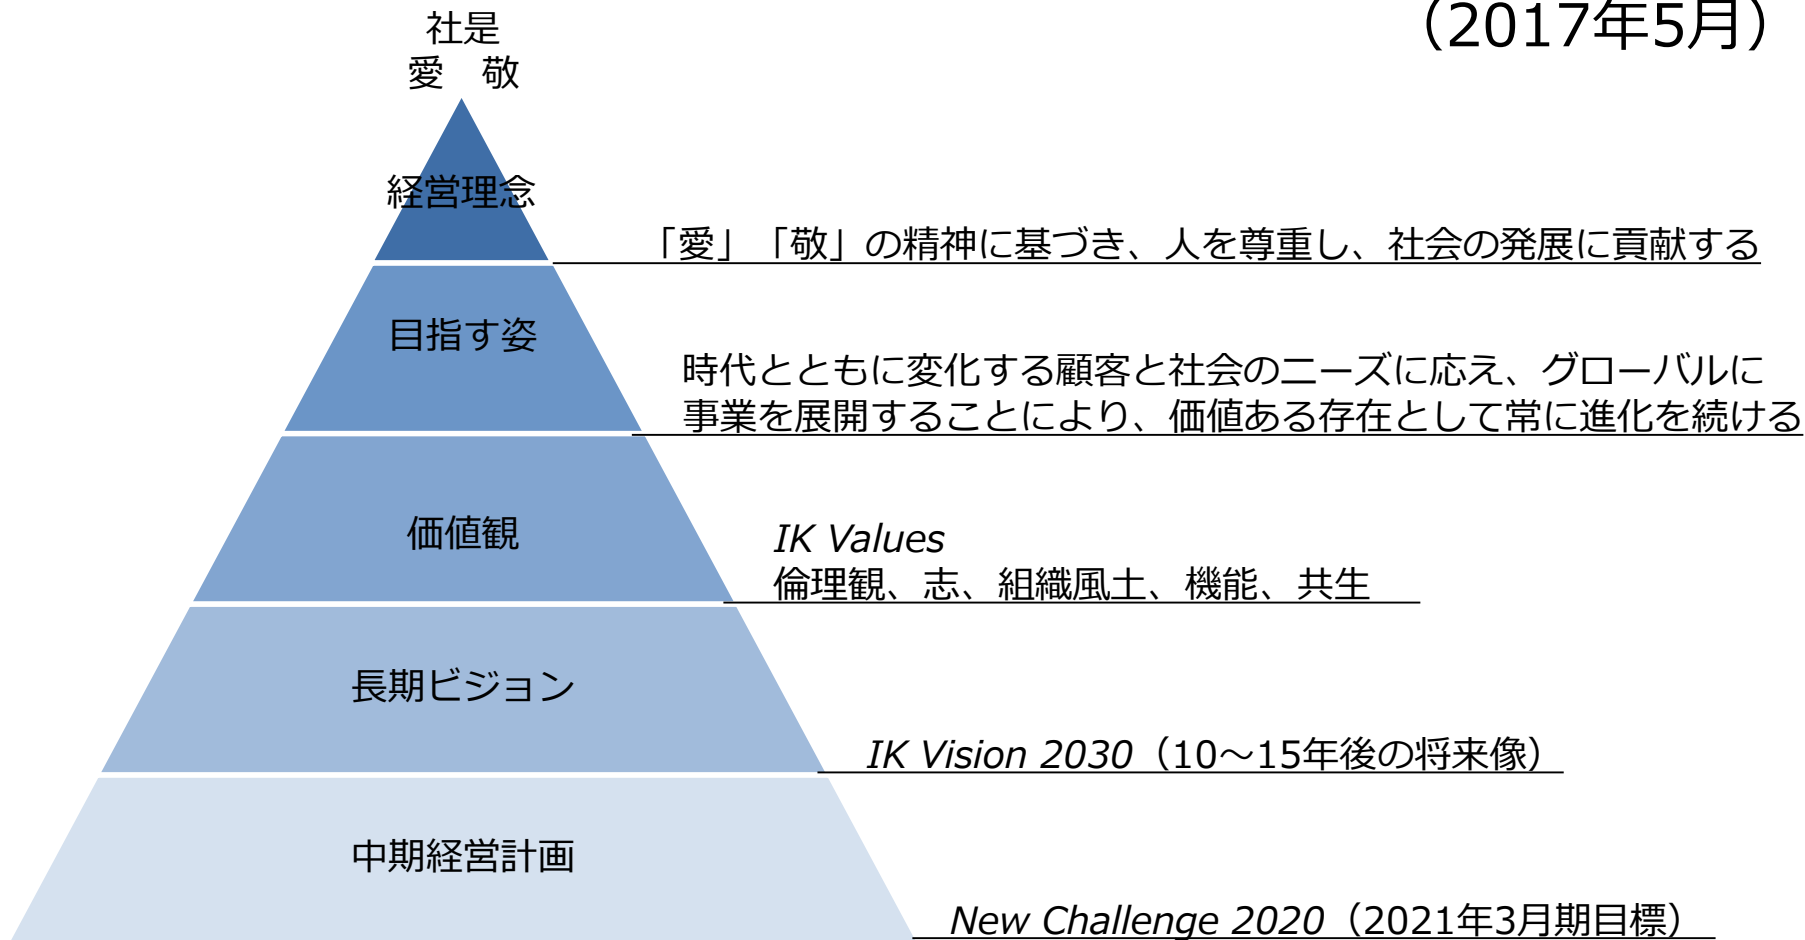 (2017年5月)
社是
愛　敬
経営理念
「愛」「敬」の精神に基づき、人を尊重し、社会の発展に貢献する
目指す姿
時代とともに変化する顧客と社会のニーズに応え、グローバルに
事業を展開することにより、価値ある存在として常に進化を続ける
価値観
IK Values
倫理観、志、組織風土、機能、共生
長期ビジョン
IK Vision 2030（10～15年後の将来像）
中期経営計画
New Challenge 2020（2021年3月期目標）